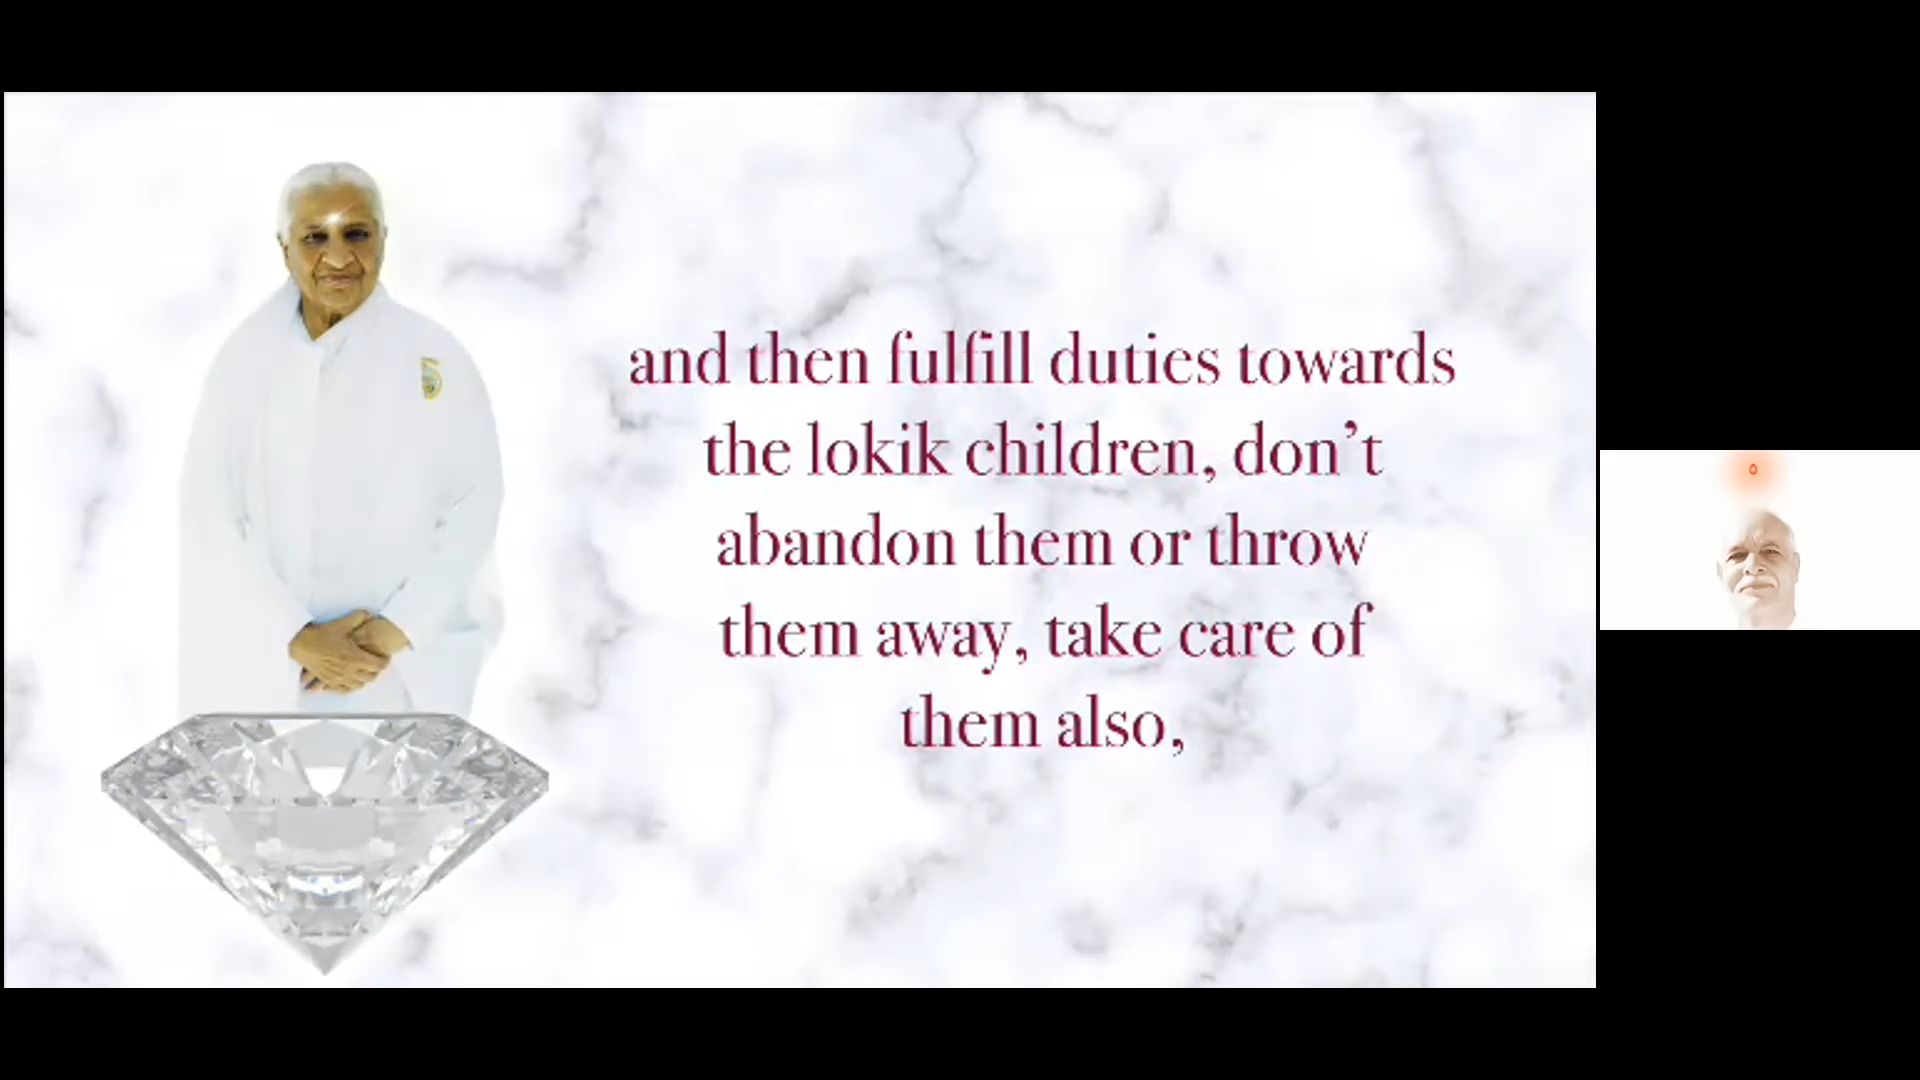 and then fulfill duties towards
the lokik children, don’t
abandon them or throw
them away, take care of
them also,